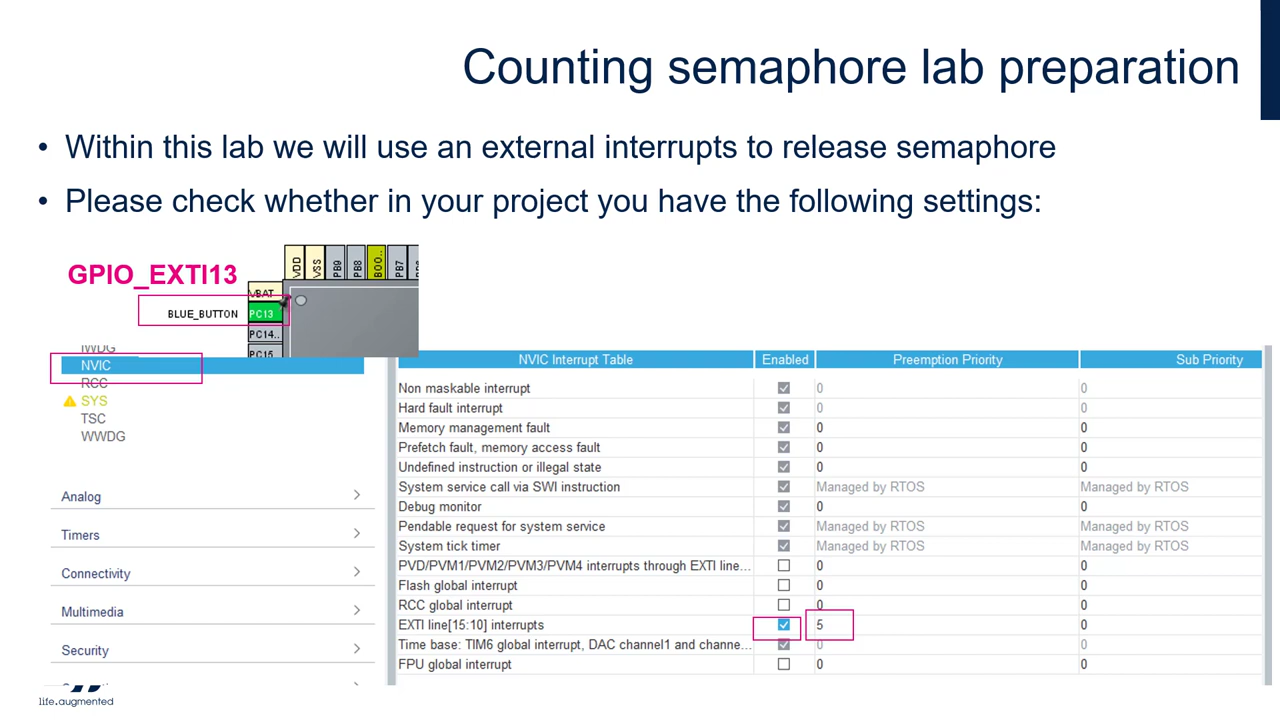 Counting semaphore lab preparation
• Within this lab we will use an external interrupts to release semaphore
• Please check whether in your project you have the following settings:
GPIO_EXTI13
VDD VSS PB9 PB8 BOO.. PB7
VBAT
BLUE_BUTTON PC13
PC14..
PC15
IWDG
NVIC
RCC
SYS
TSC
WWDG
Analog
Timers
Connectivity
Multimedia
Security
NVIC Interrupt Table Enabled Preemption Priority Sub Priority
Non maskable interrupt 0 0
Hard fault interrupt 0 0
Memory management fault 0 0
Prefetch fault, memory access fault 0 0
Undefined instruction or illegal state 0 0
System service call via SWI instruction Managed by RTOS Managed by RTOS
Debug monitor 0 0
Pendable request for system service Managed by RTOS Managed by RTOS
System tick timer Managed by RTOS Managed by RTOS
PVD/PVM1/PVM2/PVM3/PVM4 interrupts through EXTI line... 0 0
Flash global interrupt 0 0
RCC global interrupt 0 0
EXTI line[15:10] interrupts 5 0
Time base: TIM6 global interrupt, DAC channel1 and channe... 0 0
FPU global interrupt 0 0
life.augmented